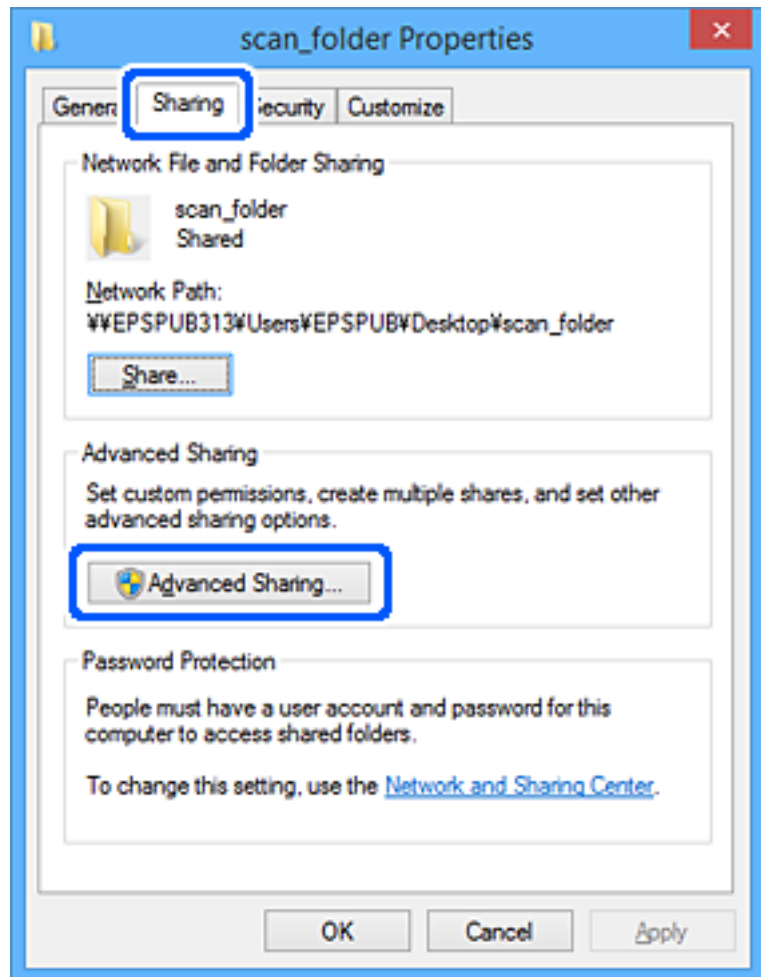 scan_folder Properties
Sharing
Security
Customize
Network File and Folder Sharing
scan_folder
Shared
Network Path:
¥¥EPSPUB313¥Users¥EPSPUB¥Desktop¥scan_folder
Share...
Advanced Sharing
Set custom permissions, create multiple shares, and set other
advanced sharing options.
Advanced Sharing...
Password Protection
People must have a user account and password for this
computer to access shared folders.
To change this setting, use the Network and Sharing Center.
OK
Cancel
Apply